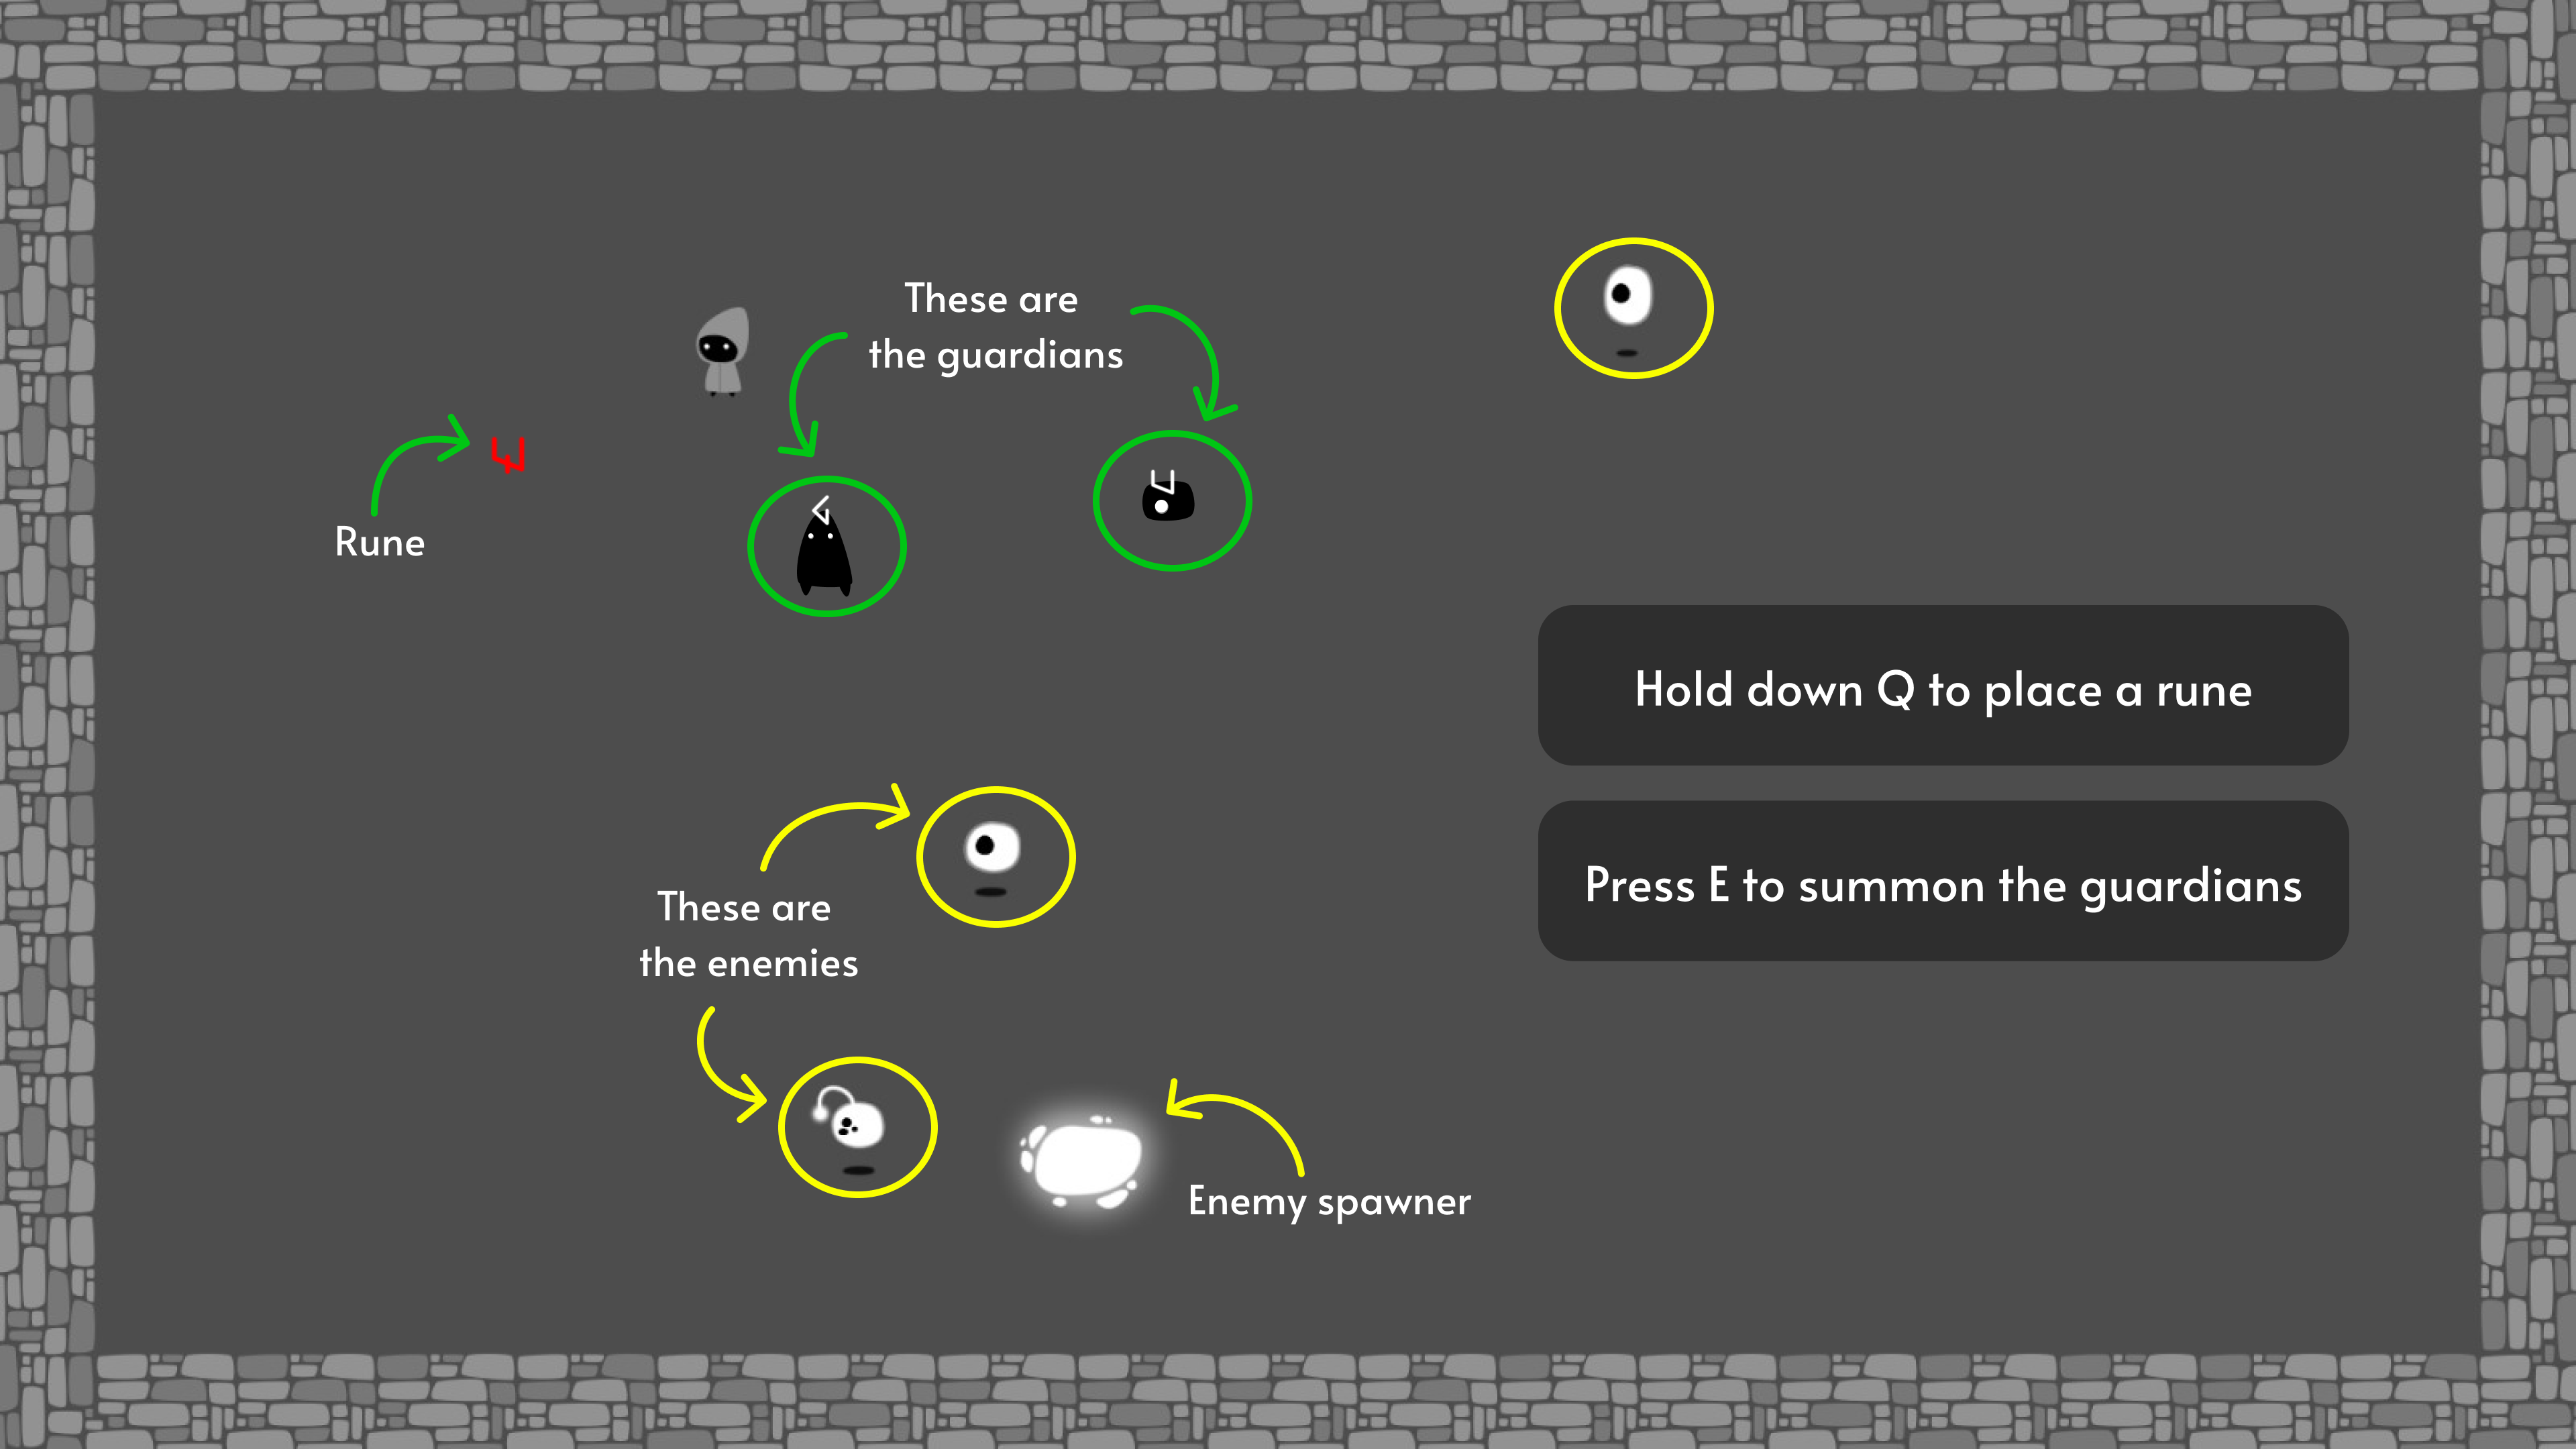 These are
the guardians
Rune
Hold down Q to place a rune
Press E to summon the guardians
These are
the enemies
Enemy spawner